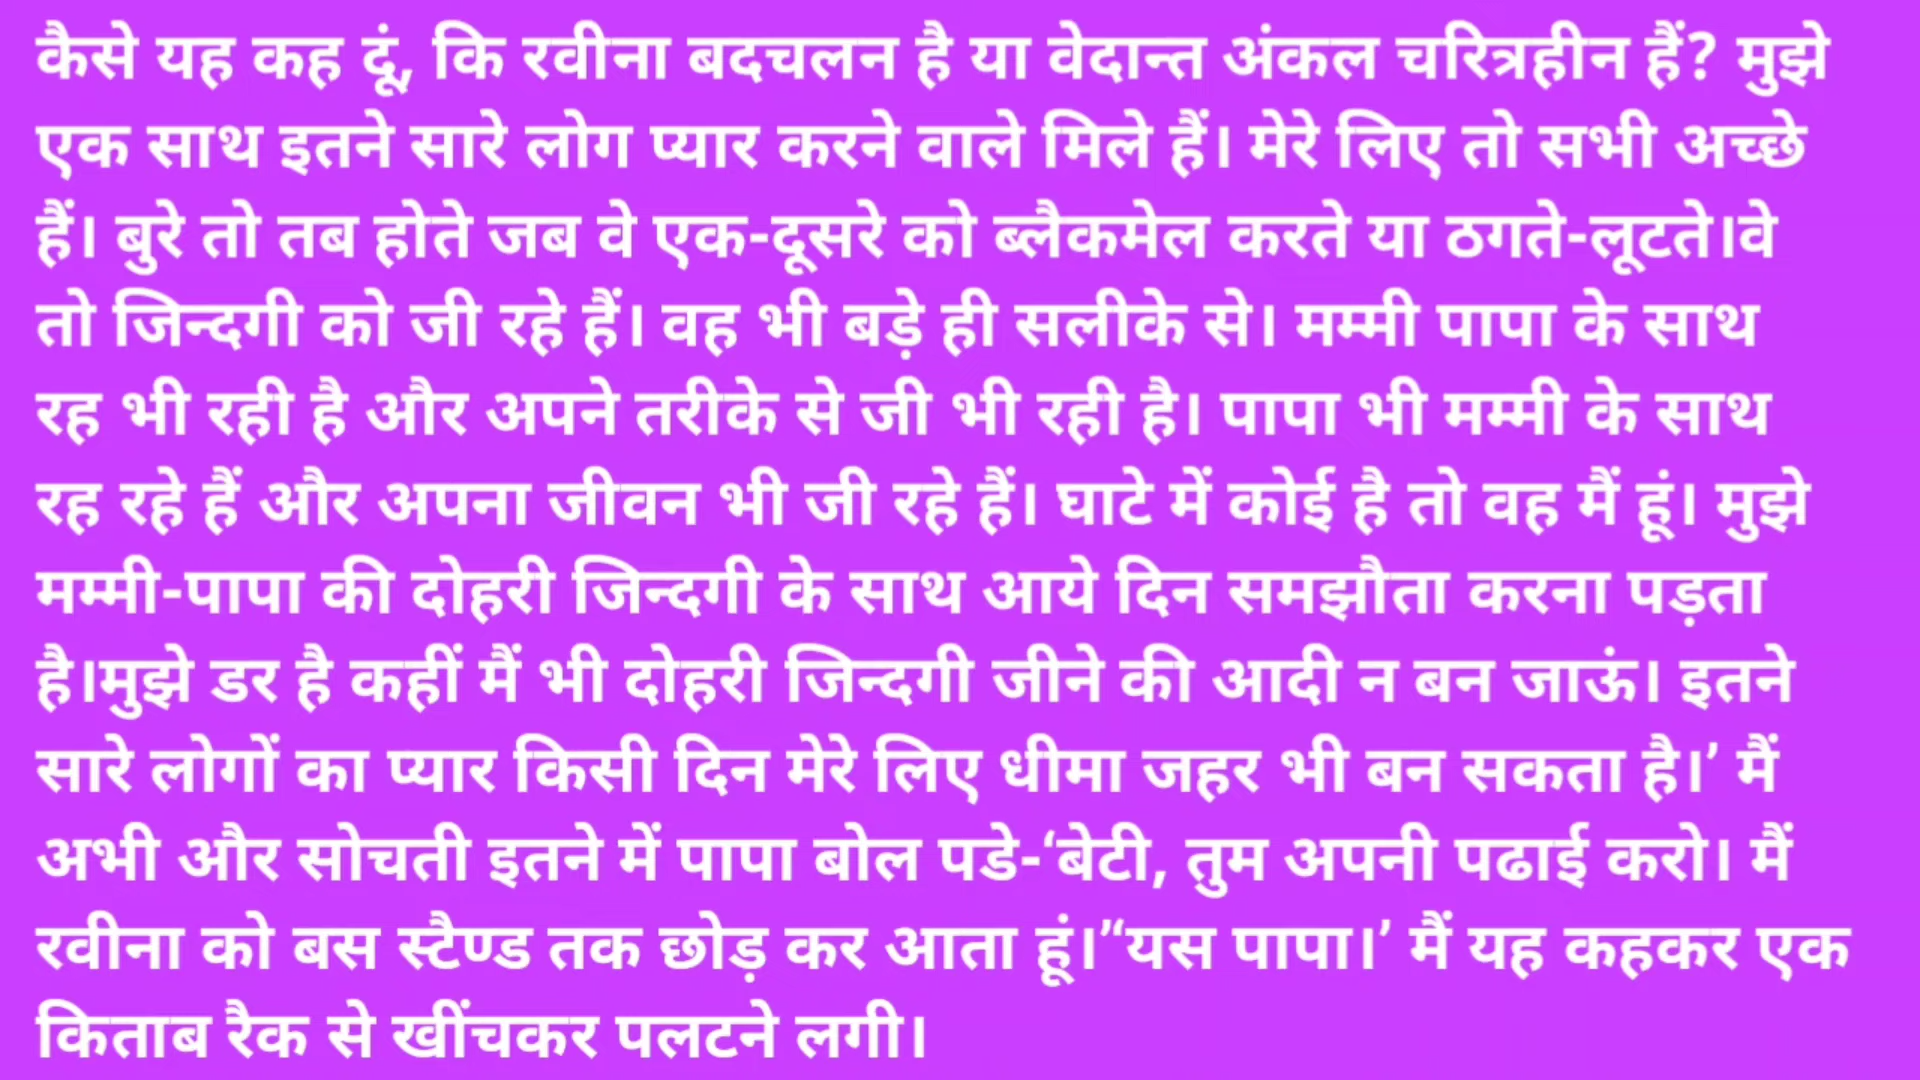 कैसे यह कह दूं, कि रवीना बदचलन है या वेदान्त अंकल चरित्रहीन हैं? मुझे
एक साथ इतने सारे लोग प्यार करने वाले मिले हैं। मेरे लिए तो सभी अच्छे
हैं। बुरे तो तब होते जब वे एक-दूसरे को ब्लैकमेल करते या ठगते-लूटते।वे
तो जिन्दगी को जी रहे हैं। वह भी बड़े ही सलीके से। मम्मी पापा के साथ
रह भी रही है और अपने तरीके से जी भी रही है। पापा भी मम्मी के साथ
रह रहे हैं और अपना जीवन भी जी रहे हैं। घाटे में कोई है तो वह मैं हूं। मुझे
मम्मी-पापा की दोहरी जिन्दगी के साथ आये दिन समझौता करना पड़ता
है।मुझे डर है कहीं मैं भी दोहरी जिन्दगी जीने की आदी न बन जाऊं। इतने
सारे लोगों का प्यार किसी दिन मेरे लिए धीमा जहर भी बन सकता है।’ मैं
अभी और सोचती इतने में पापा बोल पडे-‘बेटी, तुम अपनी पढाई करो। मैं
रवीना को बस स्टैण्ड तक छोड़ कर आता हूं।’‘‘यस पापा।’ मैं यह कहकर एक
किताब रैक से खींचकर पलटने लगी।